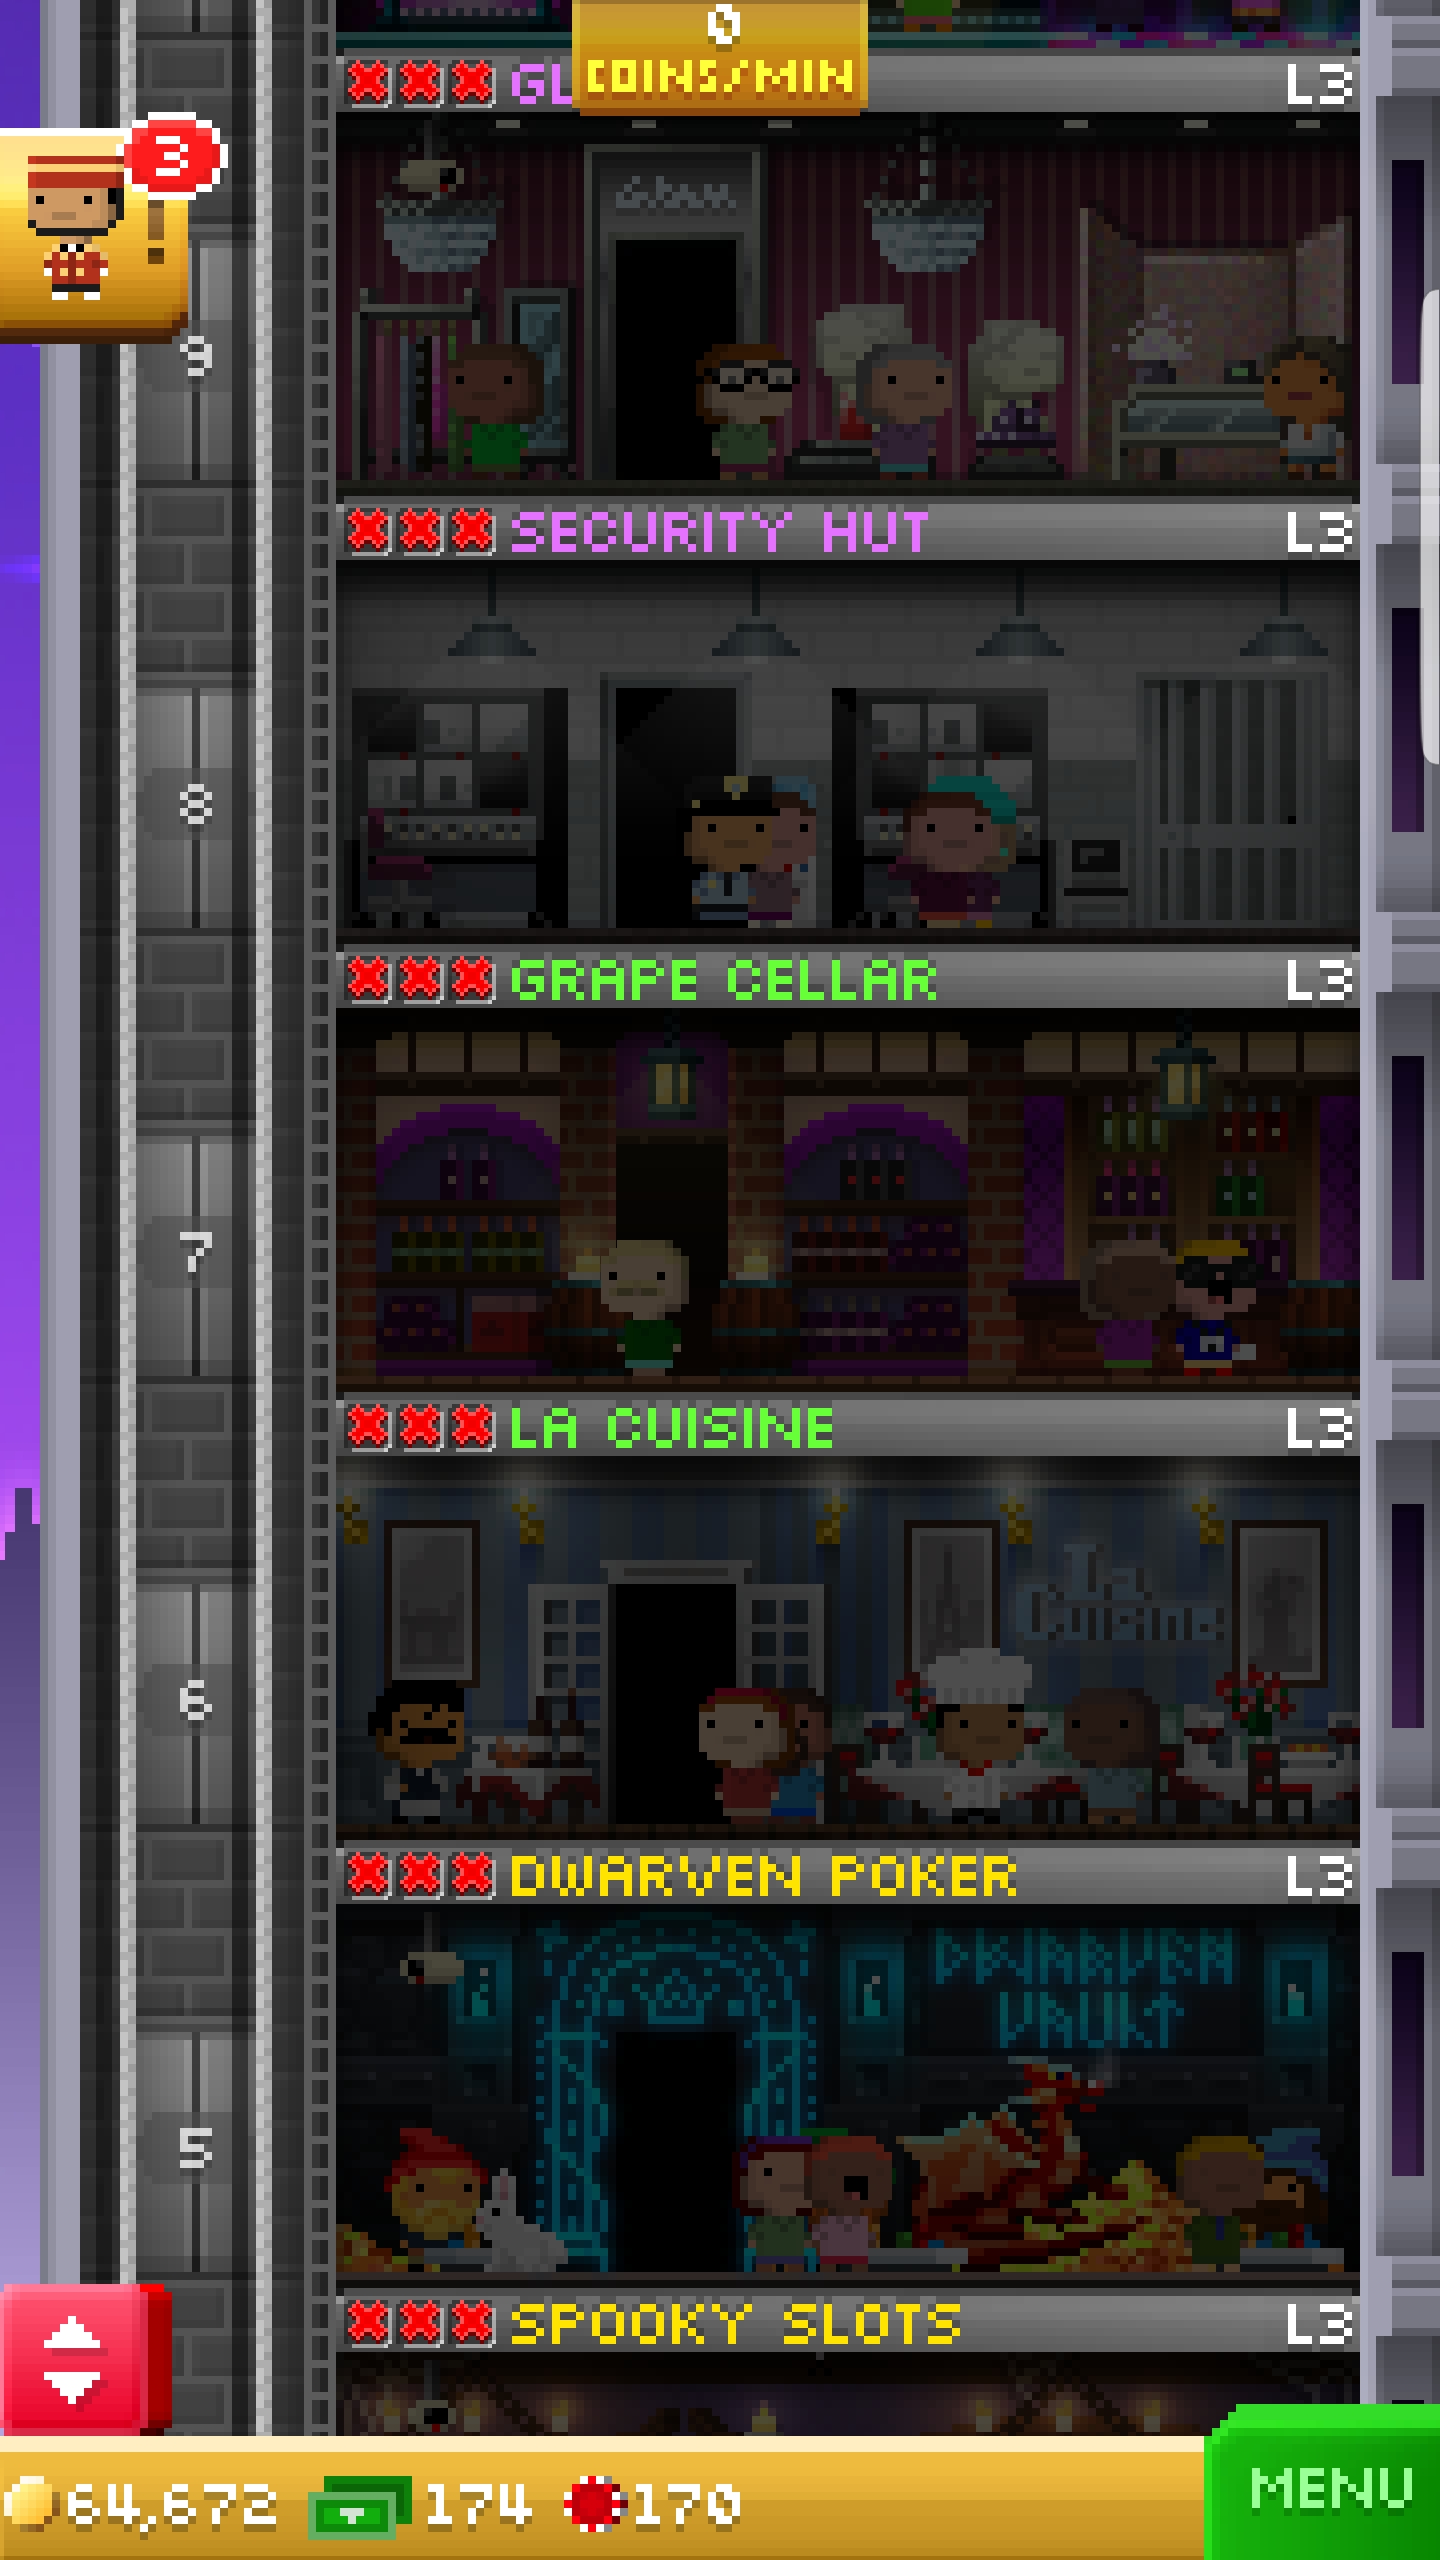 0
COINS/MIN
GL
L3
3
!
Glam
9
SECURITY HUT
L3
8
GRAPE CELLAR
L3
7
LA CUISINE
L3
La
Cuisine
6
DWARVEN POKER
L3
DWARVEN
VAULT
5
SPOOKY SLOTS
L3
64,672
174
170
MENU